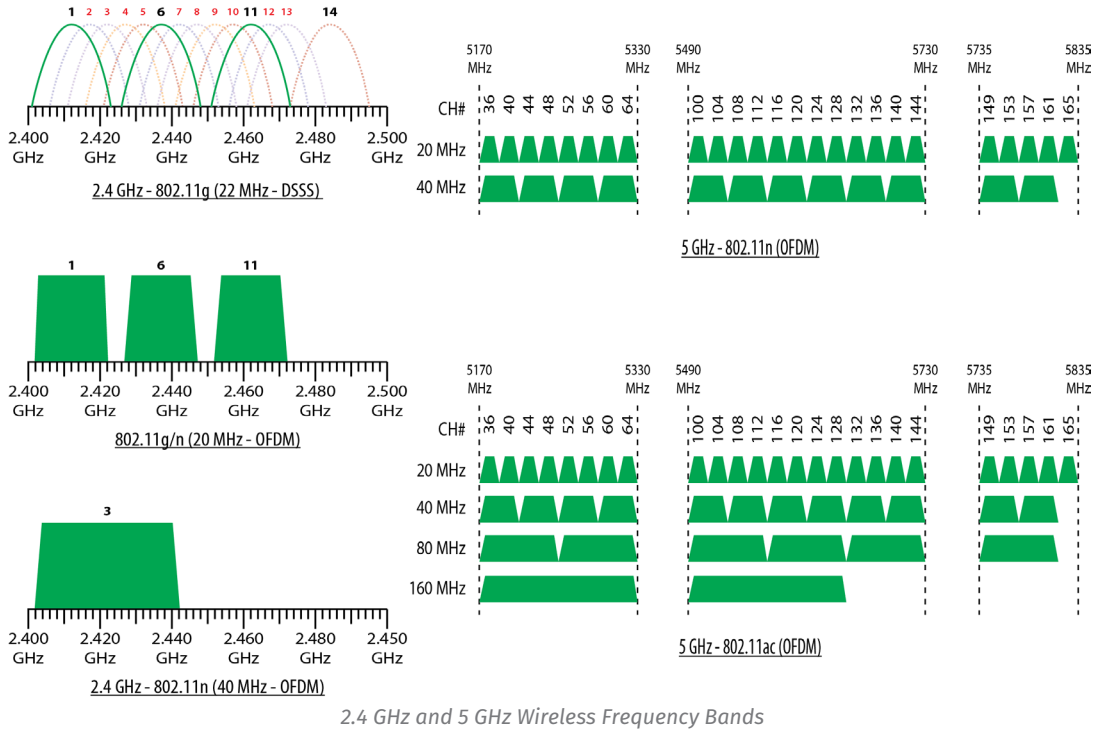 1 2 3 4 5 6 7 8 9 10 11 12 13 14
2.400 2.420 2.440 2.460 2.480 2.500
GHz GHz GHz GHz GHz GHz
2.4 GHz - 802.11g (22 MHz - DSSS)
1 6 11
2.400 2.420 2.440 2.460 2.480 2.500
GHz GHz GHz GHz GHz GHz
802.11g/n (20 MHz - OFDM)
3
2.400 2.420 2.440 2.460 2.480 2.450
GHz GHz GHz GHz GHz GHz
2.4 GHz - 802.11n (40 MHz - OFDM)
5170 5330 5490 5730 5735 5835
MHz MHz MHz MHz MHz MHz
CH# 36 40 44 48 52 56 60 64 100 104 108 112 116 120 124 128 132 136 140 144 149 153 157 161 165
20 MHz
40 MHz
5 GHz - 802.11n (OFDM)
5170 5330 5490 5730 5735 5835
MHz MHz MHz MHz MHz MHz
CH# 36 40 44 48 52 56 60 64 100 104 108 112 116 120 124 128 132 136 140 144 149 153 157 161 165
20 MHz
40 MHz
80 MHz
160 MHz
5 GHz - 802.11ac (OFDM)
2.4 GHz and 5 GHz Wireless Frequency Bands